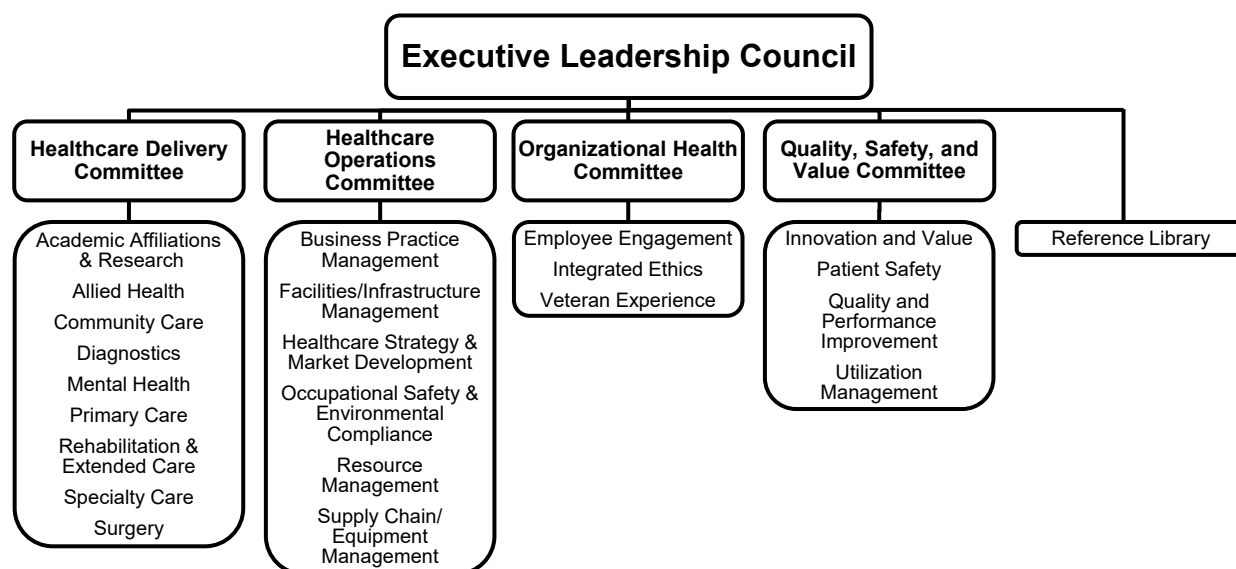 Executive Leadership Council
Healthcare Delivery
Committee
Healthcare
Operations
Committee
Organizational Health
Committee
Quality, Safety, and
Value Committee
Academic Affiliations
& Research
Allied Health
Community Care
Diagnostics
Mental Health
Primary Care
Rehabilitation &
Extended Care
Specialty Care
Surgery
Business Practice
Management
Facilities/Infrastructure
Management
Healthcare Strategy &
Market Development
Occupational Safety &
Environmental
Compliance
Resource
Management
Supply Chain/
Equipment
Management
Employee Engagement
Integrated Ethics
Veteran Experience
Innovation and Value
Patient Safety
Quality and
Performance
Improvement
Utilization
Management
Reference Library